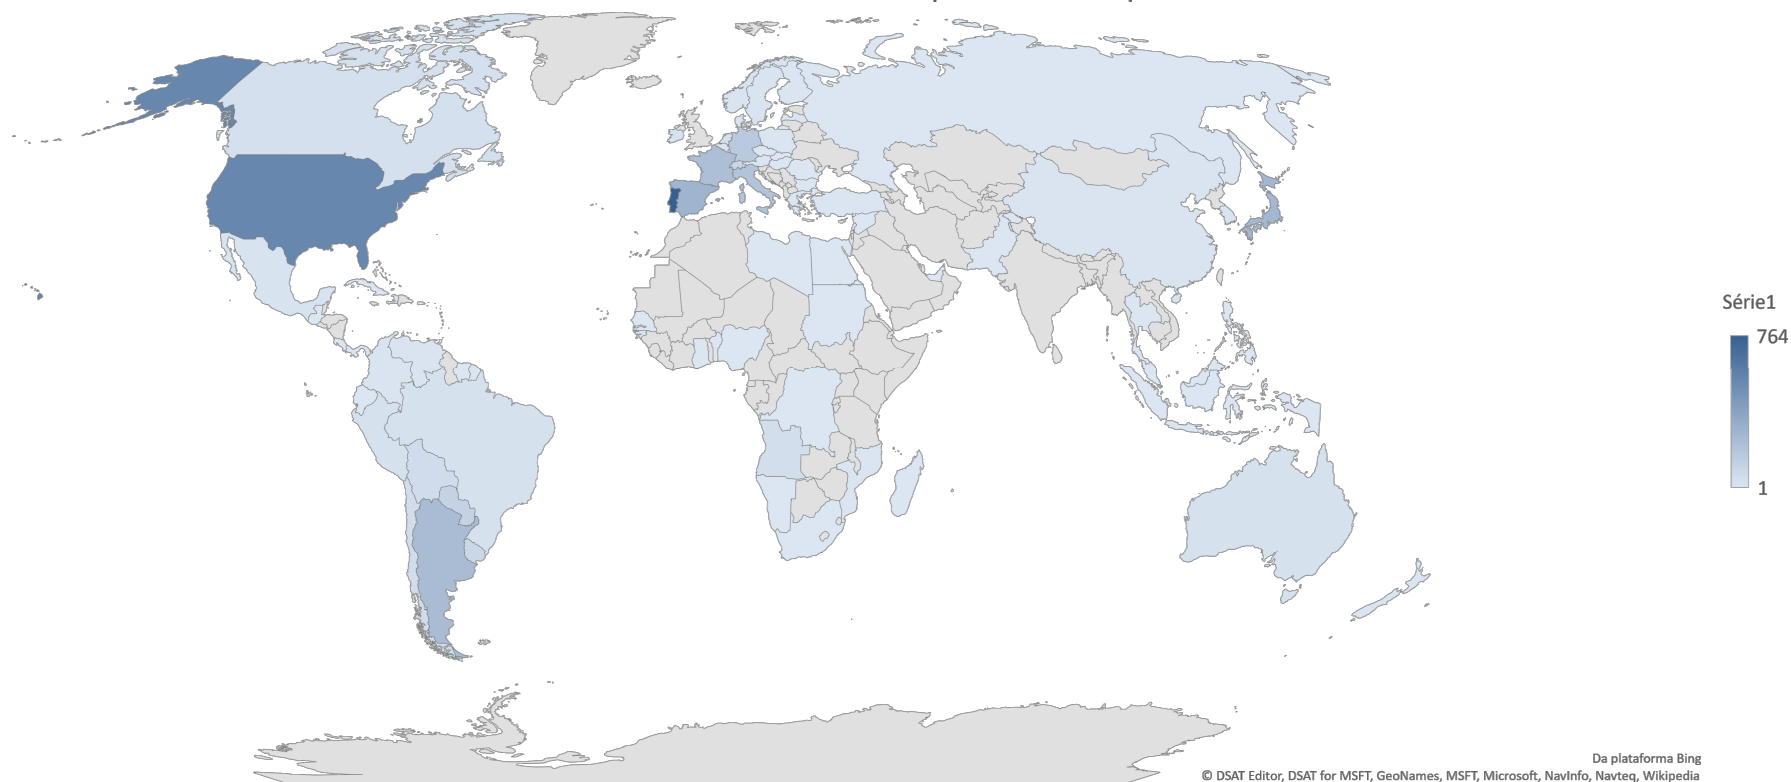 Série1
764
1
Da plataforma Bing
© DSAT Editor, DSAT for MSFT, GeoNames, MSFT, Microsoft, NavInfo, Navteq, Wikipedia